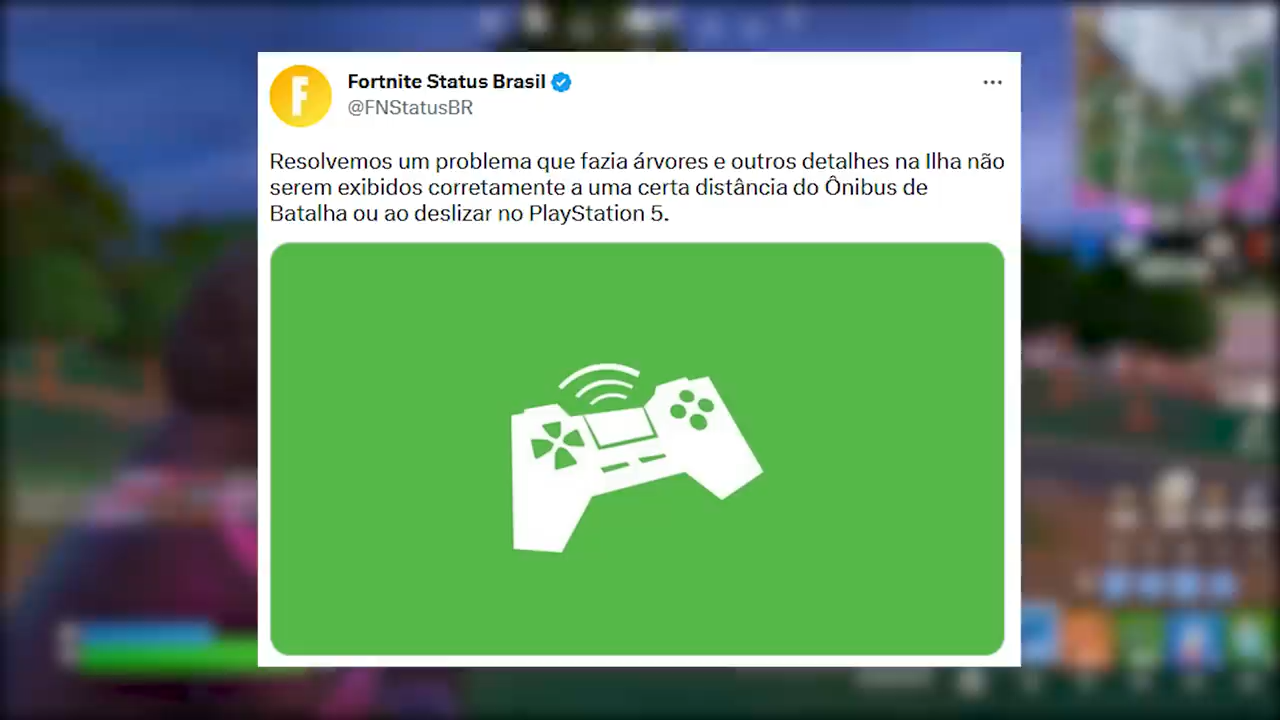 Fortnite Status Brasil
@FNStatusBR
Resolvemos um problema que fazia árvores e outros detalhes na Ilha não
serem exibidos corretamente a uma certa distância do Ônibus de
Batalha ou ao deslizar no PlayStation 5.